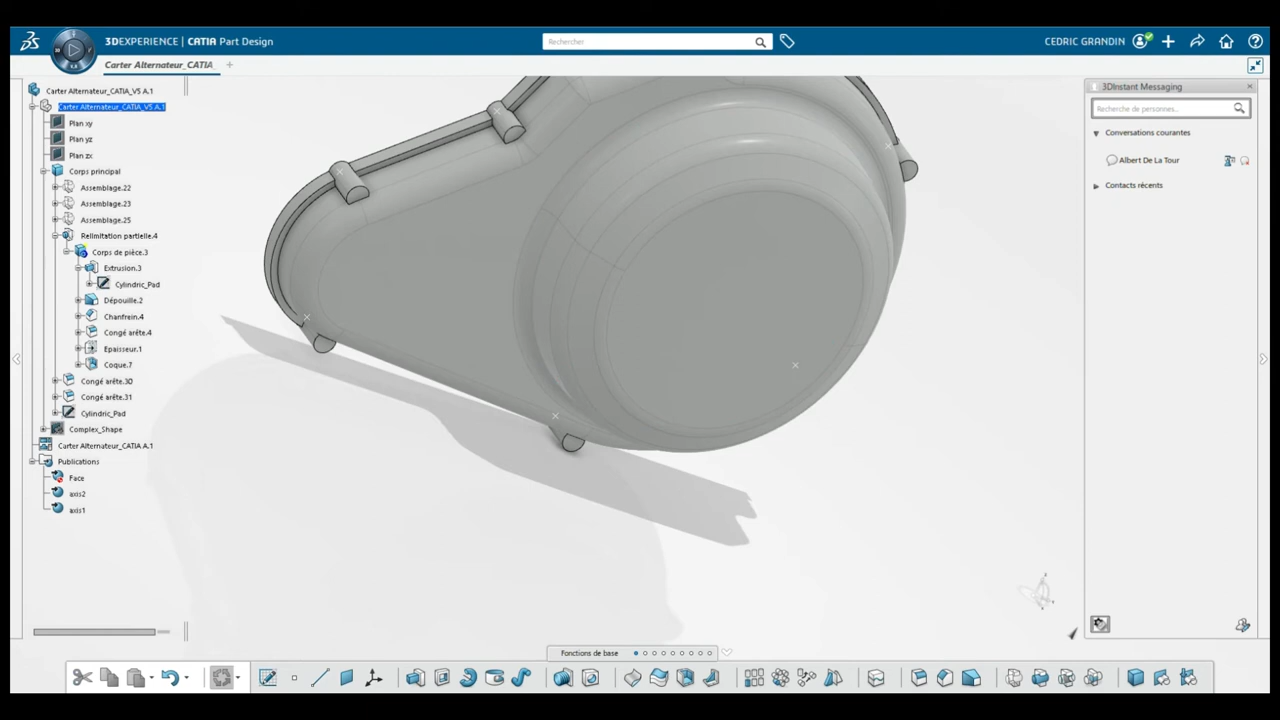 3DEXPERIENCE | CATIA Part Design
Rechercher
CEDRIC GRANDIN
Carter Alternateur_CATIA_
Carter Alternateur_CATIA_V5 A.1
Carter Alternateur_CATIA_V5 A.1
Plan xy
Plan yz
Plan zx
Corps principal
Assemblage.22
Assemblage.23
Assemblage.25
Relimitation partielle.4
Corps de pièce.3
Extrusion.3
Cylindric_Pad
Dépouille.2
Chanfrein.4
Congé arête.4
Epaisseur.1
Coque.7
Congé arête.30
Congé arête.31
Cylindric_Pad
Complex_Shape
Carter Alternateur_CATIA A.1
Publications
Face
axis2
axis1
3DInstant Messaging
Recherche de personnes...
Conversations courantes
Albert De La Tour
Contacts récents
Fonctions de base